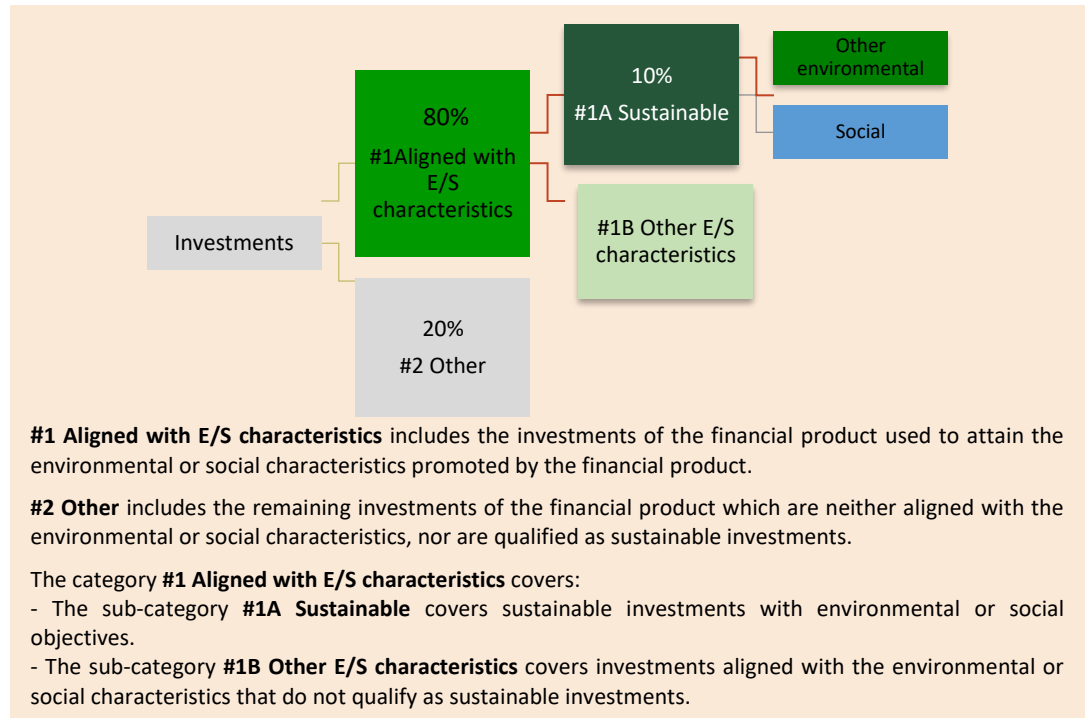 Other
environmental
10%
#1A Sustainable
Social
80%
#1Aligned with
E/S
characteristics
#1B Other E/S
characteristics
Investments
20%
#2 Other
#1 Aligned with E/S characteristics includes the investments of the financial product used to attain the
environmental or social characteristics promoted by the financial product.
#2 Other includes the remaining investments of the financial product which are neither aligned with the
environmental or social characteristics, nor are qualified as sustainable investments.
The category #1 Aligned with E/S characteristics covers:
- The sub-category #1A Sustainable covers sustainable investments with environmental or social
objectives.
- The sub-category #1B Other E/S characteristics covers investments aligned with the environmental or
social characteristics that do not qualify as sustainable investments.